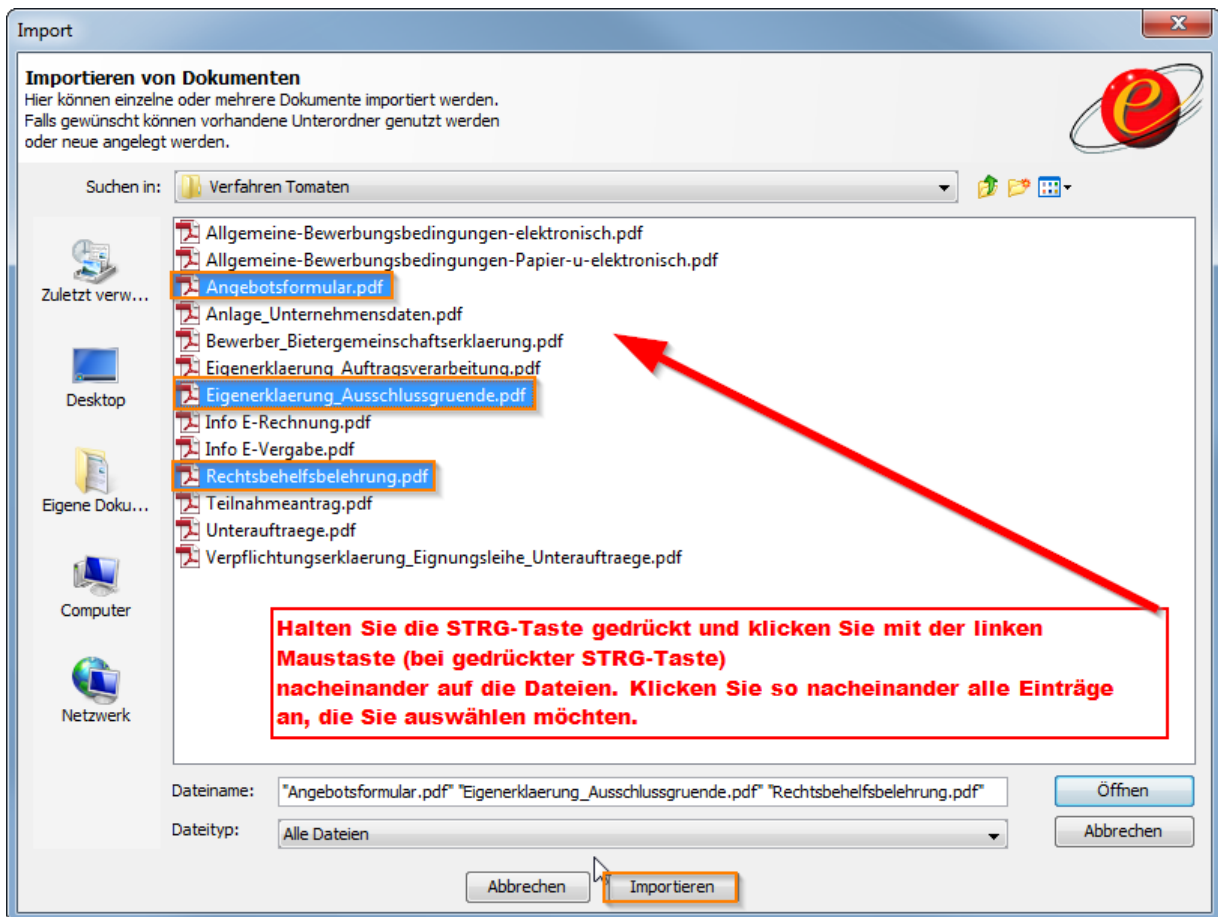 Import
Importieren von Dokumenten
Hier können einzelne oder mehrere Dokumente importiert werden.
Falls gewünscht können vorhandene Unterordner genutzt werden
oder neue angelegt werden.
Suchen in:
Verfahren Tomaten
Zuletzt verw...
Desktop
Eigene Doku...
Computer
Netzwerk
Allgemeine-Bewerbungsbedingungen-elektronisch.pdf
Allgemeine-Bewerbungsbedingungen-Papier-u-elektronisch.pdf
Angebotsformular.pdf
Anlage_Unternehmensdaten.pdf
Bewerber_Bietergemeinschaftserklaerung.pdf
Eigenerklaerung_Auftragsverarbeitung.pdf
Eigenerklaerung_Ausschlussgruende.pdf
Info E-Rechnung.pdf
Info E-Vergabe.pdf
Rechtsbehelfsbelehrung.pdf
Teilnahmeantrag.pdf
Unterauftraege.pdf
Verpflichtungserklaerung_Eignungsleihe_Unterauftraege.pdf
Halten Sie die STRG-Taste gedrückt und klicken Sie mit der linken
Maustaste (bei gedrückter STRG-Taste)
nacheinander auf die Dateien. Klicken Sie so nacheinander alle Einträge
an, die Sie auswählen möchten.
Dateiname:
"Angebotsformular.pdf" "Eigenerklaerung_Ausschlussgruende.pdf" "Rechtsbehelfsbelehrung.pdf"
Öffnen
Dateityp:
Alle Dateien
Abbrechen
Abbrechen
Importieren